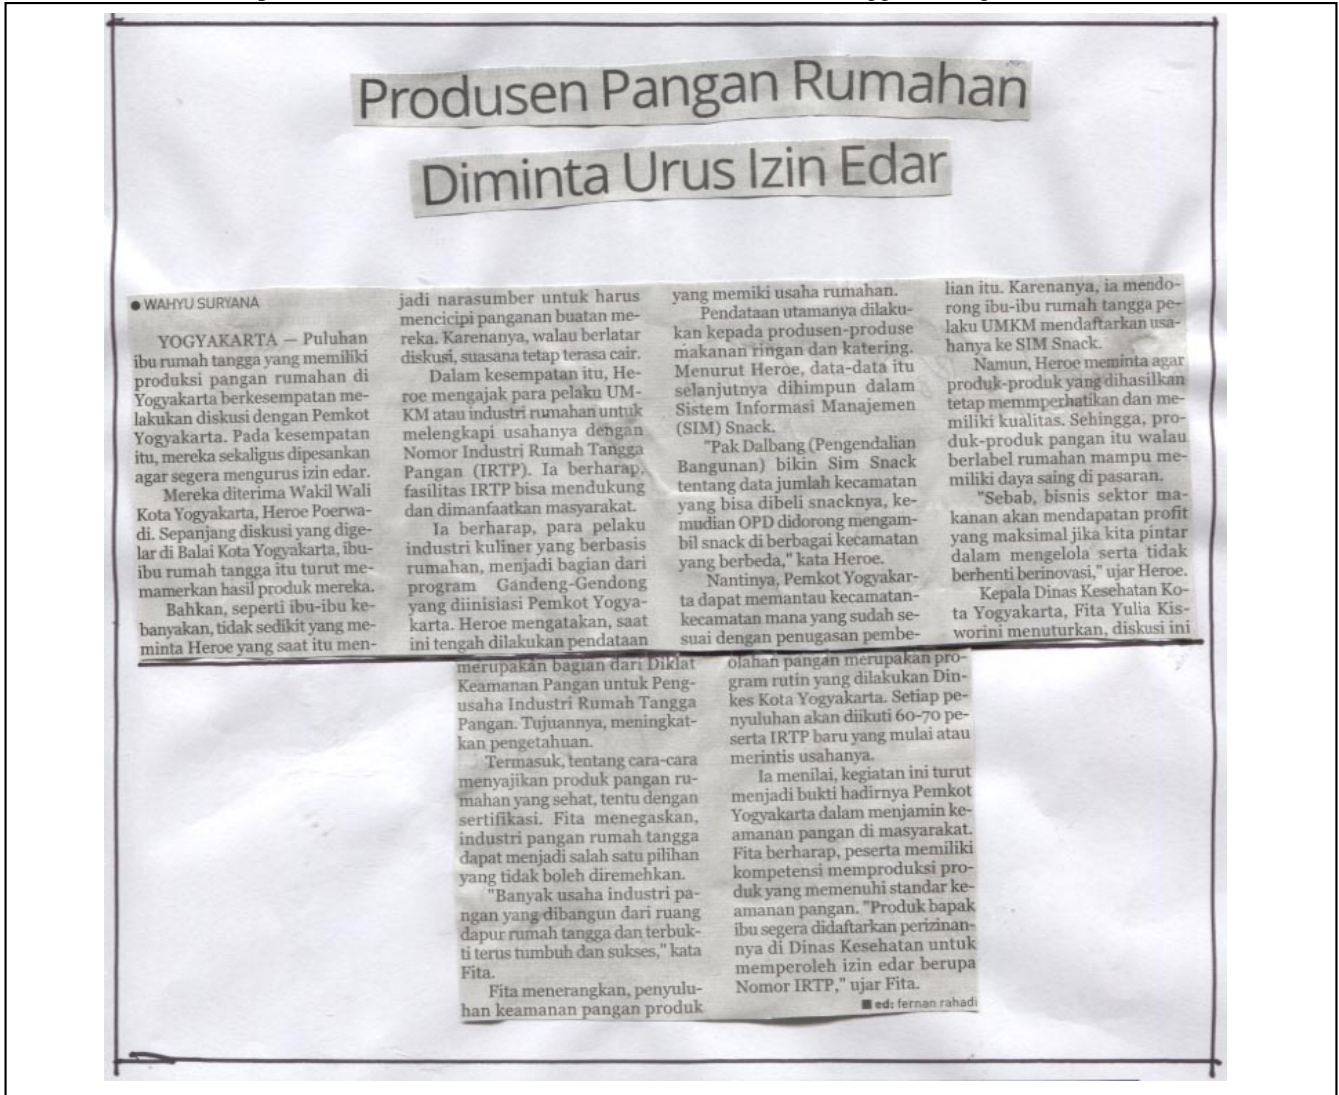 Produsen Pangan Rumahan
Diminta Urus Izin Edar
● WAHYU SURYANA
YOGYAKARTA — Puluhan
ibu rumah tangga yang memiliki
produksi pangan rumahan di
Yogyakarta berkesempatan me-
lakukan diskusi dengan Pemkot
Yogyakarta. Pada kesempatan
itu, mereka sekaligus dipesankan
agar segera mengurus izin edar.
Mereka diterima Wakil Wali
Kota Yogyakarta, Heroe Poerwa-
di. Sepanjang diskusi yang dige-
lar di Balai Kota Yogyakarta, ibu-
ibu rumah tangga itu turut me-
mamerkan hasil produk mereka.
Bahkan, seperti ibu-ibu ke-
banyakan, tidak sedikit yang me-
minta Heroe yang saat itu men-
jadi narasumber untuk harus
mencicipi panganan buatan me-
reka. Karenanya, walau berlatar
diskusi, suasana tetap terasa cair.
Dalam kesempatan itu, He-
roe mengajak para pelaku UM-
KM atau industri rumahan untuk
melengkapi usahanya dengan
Nomor Industri Rumah Tangga
Pangan (IRTP). Ia berharap,
fasilitas IRTP bisa mendukung
dan dimanfaatkan masyarakat.
Ia berharap, para pelaku
industri kuliner yang berbasis
rumahan, menjadi bagian dari
program Gandeng-Gendong
yang diinisiasi Pemkot Yogya-
karta. Heroe mengatakan, saat
ini tengah dilakukan pendataan
yang memiki usaha rumahan.
Pendataan utamanya dilaku-
kan kepada produsen-produse
makanan ringan dan katering.
Menurut Heroe, data-data itu
selanjutnya dihimpun dalam
Sistem Informasi Manajemen
(SIM) Snack.
"Pak Dalbang (Pengendalian
Bangunan) bikin Sim Snack
tentang data jumlah kecamatan
yang bisa dibeli snacknya, ke-
mudian OPD didorong mengam-
bil snack di berbagai kecamatan
yang berbeda," kata Heroe.
Nantinya, Pemkot Yogyakar-
ta dapat memantau kecamatan-
kecamatan mana yang sudah se-
suai dengan penugasan pembe-
lian itu. Karenanya, ia mendo-
rong ibu-ibu rumah tangga pe-
laku UMKM mendaftarkan usa-
hanya ke SIM Snack.
Namun, Heroe meminta agar
produk-produk yang dihasilkan
tetap memmperhatikan dan me-
miliki kualitas. Sehingga, pro-
duk-produk pangan itu walau
berlabel rumahan mampu me-
miliki daya saing di pasaran.
"Sebab, bisnis sektor ma-
kanan akan mendapatan profit
yang maksimal jika kita pintar
dalam mengelola serta tidak
berhenti berinovasi," ujar Heroe.
Kepala Dinas Kesehatan Ko-
ta Yogyakarta, Fita Yulia Kis-
worini menuturkan, diskusi ini
merupakan bagian dari Diklat
Keamanan Pangan untuk Peng-
usaha Industri Rumah Tangga
Pangan. Tujuannya, meningkat-
kan pengetahuan.
Termasuk, tentang cara-cara
menyajikan produk pangan ru-
mahan yang sehat, tentu dengan
sertifikasi. Fita menegaskan,
industri pangan rumah tangga
dapat menjadi salah satu pilihan
yang tidak boleh diremehkan.
"Banyak usaha industri pa-
ngan yang dibangun dari ruang
dapur rumah tangga dan terbuk-
ti terus tumbuh dan sukses," kata
Fita.
Fita menerangkan, penyulu-
han keamanan pangan produk
olahan pangan merupakan pro-
gram rutin yang dilakukan Din-
kes Kota Yogyakarta. Setiap pe-
nyuluhan akan diikuti 60-70 pe-
serta IRTP baru yang mulai atau
merintis usahanya.
Ia menilai, kegiatan ini turut
menjadi bukti hadirnya Pemkot
Yogyakarta dalam menjamin ke-
amanan pangan di masyarakat.
Fita berharap, peserta memiliki
kompetensi memproduksi pro-
duk yang memenuhi standar ke-
amanan pangan. "Produk bapak
ibu segera didaftarkan perizinan-
nya di Dinas Kesehatan untuk
memperoleh izin edar berupa
Nomor IRTP," ujar Fita.
■ ed: fernan rahadi